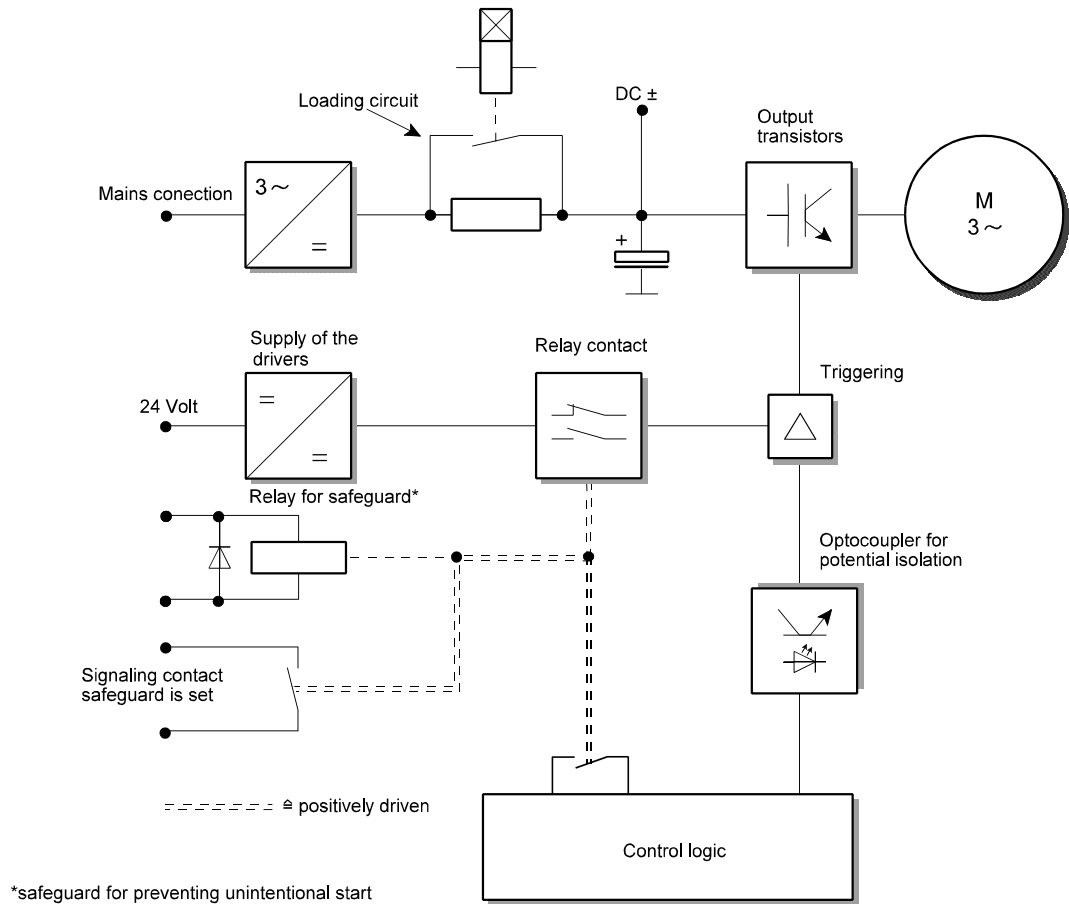 Loading circuit
DC ±
Output
transistors
Mains conection
3~
=
+
M
3~
Supply of the
drivers
Relay contact
Triggering
24 Volt
=
=
Relay for safeguard*
Optocoupler for
potential isolation
Signaling contact
safeguard is set
≙ positively driven
Control logic
*safeguard for preventing unintentional start